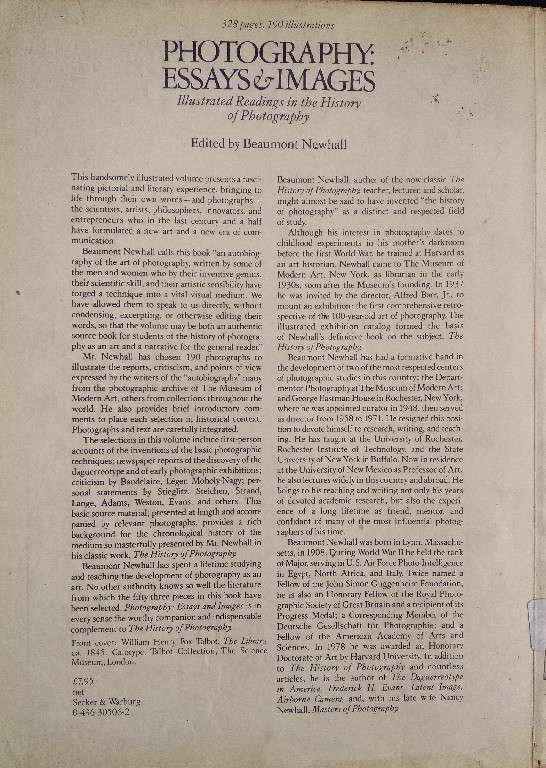 328 pages. 190 illustrations
PHOTOGRAPHY:
ESSAYS & IMAGES
Illustrated Readings in the History
of Photography
Edited by Beaumont Newhall
This handsomely illustrated volume presents a fasci-
nating pictorial and literary experience, bringing to
life through their own words—and photographs—
the scientists, artists, philosophers, innovators, and
entrepreneurs who in the last century and a half
have formulated a new art and a new era of com-
munication.
Beaumont Newhall calls this book "an autobiog-
raphy of the art of photography, written by some of
the men and women who by their inventive genius,
their scientific skill, and their artistic sensibility have
forged a technique into a vital visual medium. We
have allowed them to speak to us directly, without
condensing, excerpting, or otherwise editing their
words, so that the volume may be both an authentic
source book for students of the history of photogra-
phy as an art and a narrative for the general reader."
Mr. Newhall has chosen 190 photographs to
illustrate the reports, criticism, and points of view
expressed by the writers of the "autobiography," many
from the photographic archive of The Museum of
Modern Art, others from collections throughout the
world. He also provides brief introductory com-
ments to place each selection in historical context.
Photographs and text are carefully integrated.
The selections in this volume include first-person
accounts of the inventions of the basic photographic
techniques; newspaper reports of the discovery of the
daguerreotype and of early photographic exhibitions;
criticism by Baudelaire, Léger, Moholy-Nagy; per-
sonal statements by Stieglitz, Steichen, Strand,
Lange, Adams, Weston, Evans, and others. This
basic source material, presented at length and accom-
panied by relevant photographs, provides a rich
background for the chronological history of the
medium so masterfully presented by Mr. Newhall in
his classic work, The History of Photography.
Beaumont Newhall has spent a lifetime studying
and teaching the development of photography as an
art. No other authority knows so well the literature
from which the fifty-three pieces in this book have
been selected. Photography: Essays and Images is in
every sense the worthy companion and indispensable
complement to The History of Photography.
Front cover: William Henry Fox Talbot. The Library.
ca. 1845. Calotype. Talbot Collection, The Science
Museum, London.
£7.95
net
Secker & Warburg
0-436-30506-2
Beaumont Newhall, author of the now classic The
History of Photography, teacher, lecturer, and scholar,
might almost be said to have invented "the history
of photography" as a distinct and respected field
of study.
Although his interest in photography dates to
childhood experiments in his mother's darkroom
before the first World War, he trained at Harvard as
an art historian. Newhall came to The Museum of
Modern Art, New York, as librarian in the early
1930s, soon after the Museum's founding. In 1937
he was invited by the director, Alfred Barr, Jr., to
mount an exhibition: the first comprehensive retro-
spective of the 100-year-old art of photography. The
illustrated exhibition catalog formed the basis
of Newhall's definitive book on the subject, The
History of Photography.
Beaumont Newhall has had a formative hand in
the development of two of the most respected centers
of photographic studies in this country: the Depart-
ment of Photography at The Museum of Modern Art;
and George Eastman House in Rochester, New York,
where he was appointed curator in 1948, then served
as director from 1958 to 1971. He resigned this posi-
tion to devote himself to research, writing, and teach-
ing. He has taught at the University of Rochester,
Rochester Institute of Technology, and the State
University of New York in Buffalo. Now in residence
at the University of New Mexico as Professor of Art,
he also lectures widely in this country and abroad. He
brings to his teaching and writing not only his years
of devoted academic research, but also the experi-
ence of a long lifetime as friend, mentor, and
confidant of many of the most influential photog-
raphers of his time.
Beaumont Newhall was born in Lynn, Massachu-
setts, in 1908. During World War II he held the rank
of Major, serving in U.S. Air Force Photo-Intelligence
in Egypt, North Africa, and Italy. Twice named a
Fellow of the John Simon Guggenheim Foundation,
he is also an Honorary Fellow of the Royal Photo-
graphic Society of Great Britain and a recipient of its
Progress Medal; a Corresponding Member of the
Deutsche Gesellschaft für Photographie; and a
Fellow of the American Academy of Arts and
Sciences. In 1978 he was awarded an Honorary
Doctorate of Art by Harvard University. In addition
to The History of Photography and countless
articles, he is the author of The Daguerreotype
in America, Frederick H. Evans, Latent Image,
Airborne Camera, and, with his late wife Nancy
Newhall, Masters of Photography.